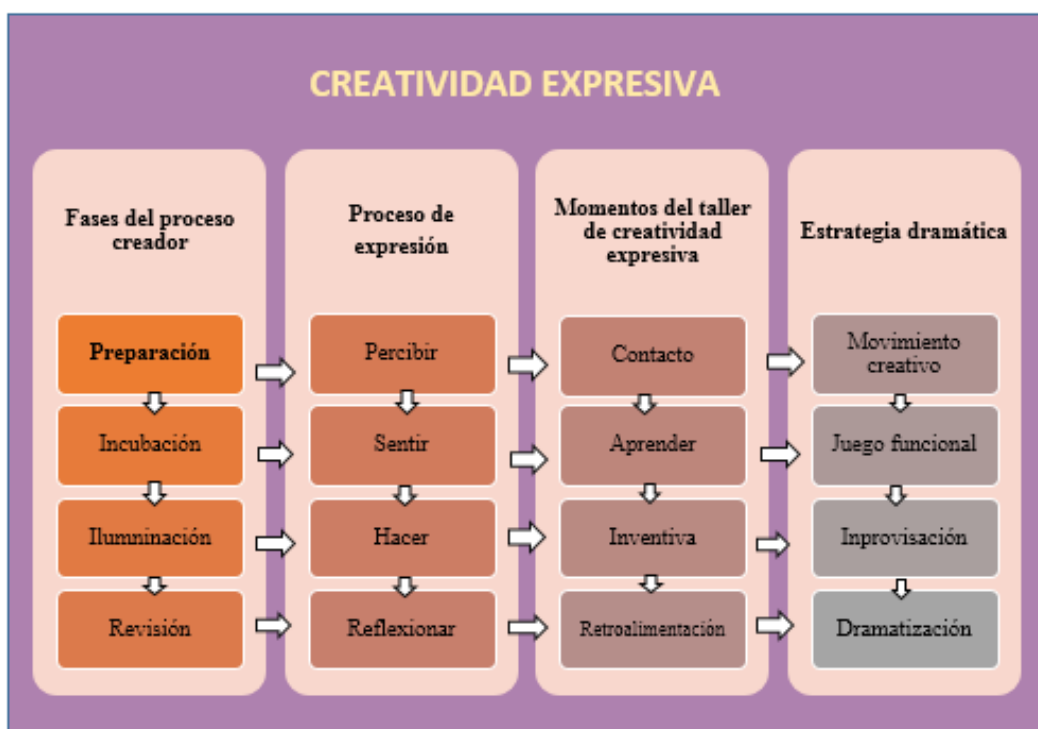 CREATIVIDAD EXPRESIVA
Fases del proceso
creador
Preparación
Incubación
Ilumninación
Revisión
Proceso de
expresión
Percibir
Sentir
Hacer
Reflexionar
Momentos del taller
de creatividad
expresiva
Contacto
Aprender
Inventiva
Retroalimentación
Estrategia dramática
Movimiento
creativo
Juego funcional
Inprovisación
Dramatización